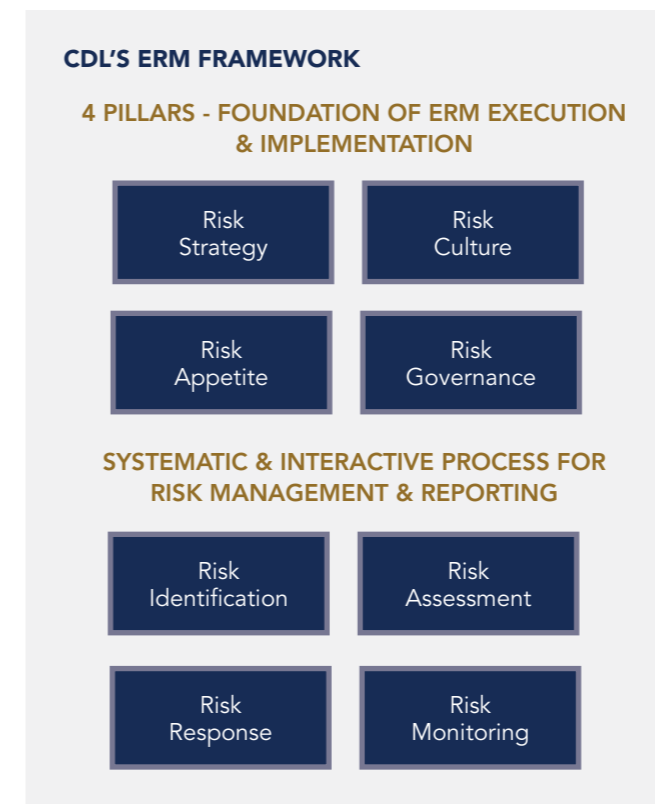 CDL'S ERM FRAMEWORK
4 PILLARS - FOUNDATION OF ERM EXECUTION
& IMPLEMENTATION
Risk
Strategy
Risk
Culture
Risk
Appetite
Risk
Governance
SYSTEMATIC & INTERACTIVE PROCESS FOR
RISK MANAGEMENT & REPORTING
Risk
Identification
Risk
Assessment
Risk
Response
Risk
Monitoring